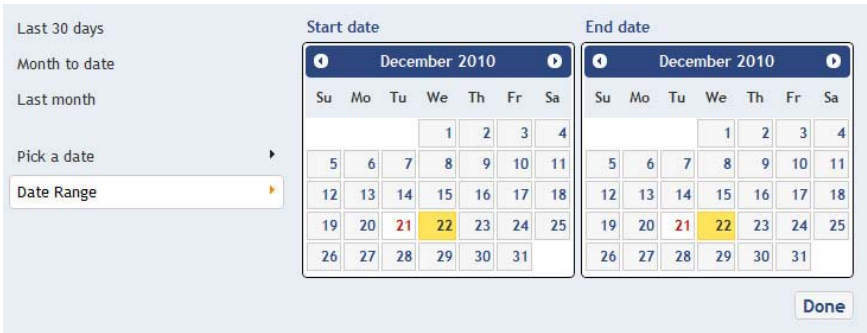 Last 30 days
Month to date
Last month
Pick a date
Date Range
Start date
December 2010
Su Mo Tu We Th Fr Sa
1 2 3 4
5 6 7 8 9 10 11
12 13 14 15 16 17 18
19 20 21 22 23 24 25
26 27 28 29 30 31
End date
December 2010
Su Mo Tu We Th Fr Sa
1 2 3 4
5 6 7 8 9 10 11
12 13 14 15 16 17 18
19 20 21 22 23 24 25
26 27 28 29 30 31
Done